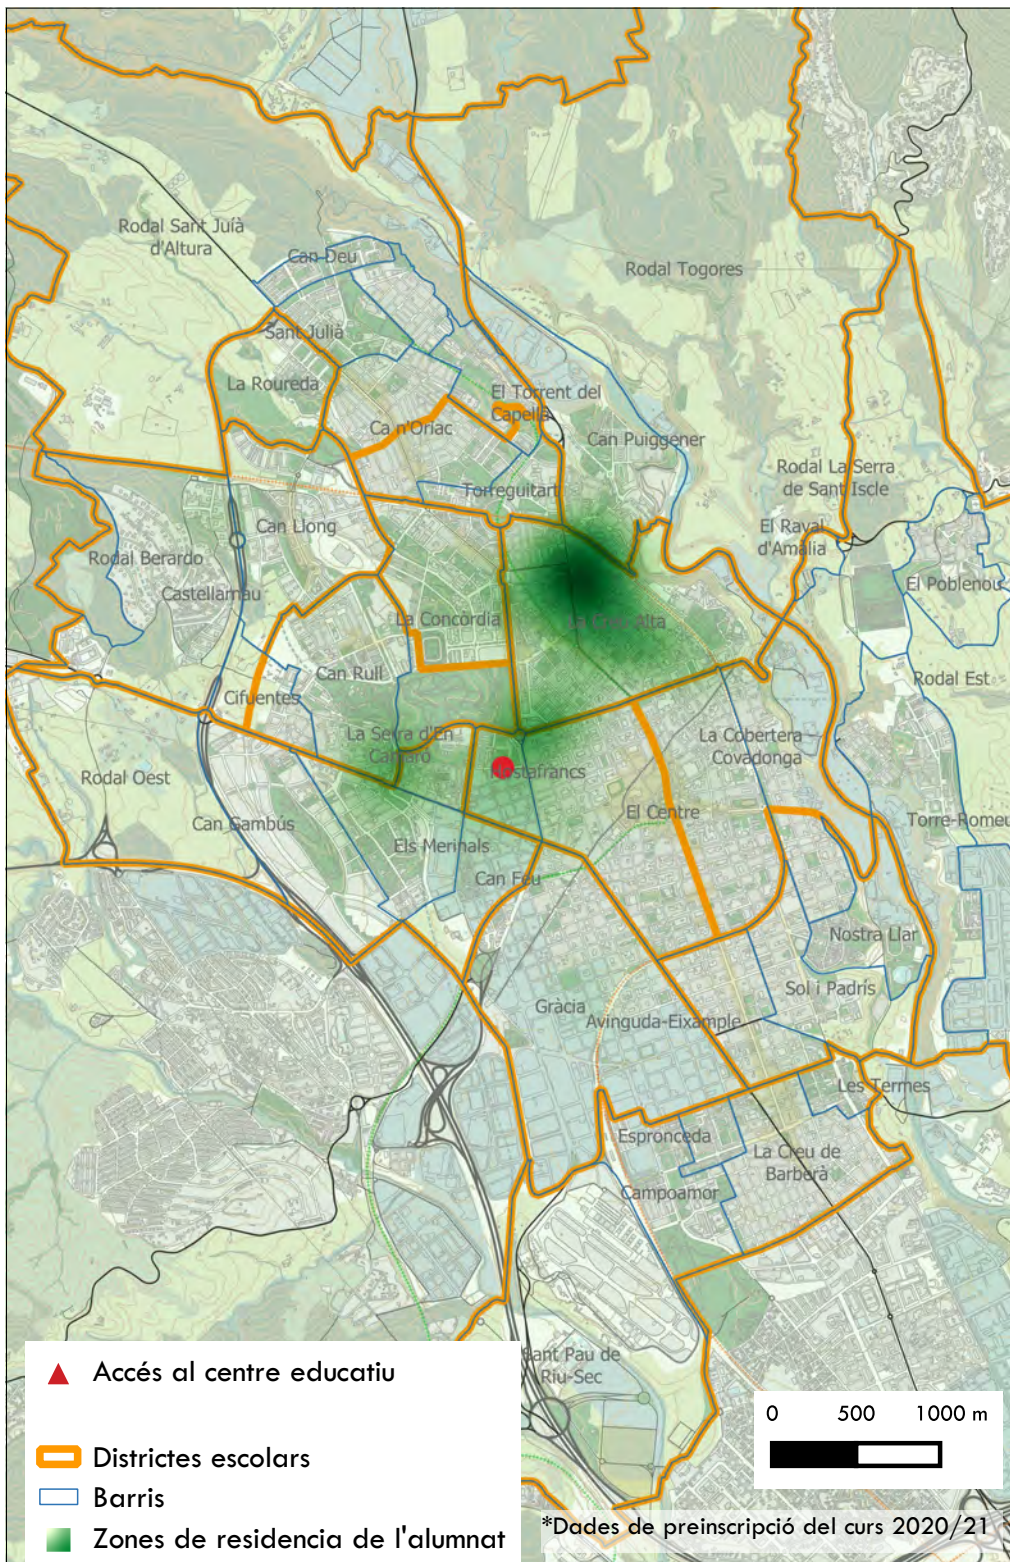 Rodal Sant Juíà
d'Altura
Can Deu
Rodal Togores
Sant Julià
La Roureda
El Torrent del
Capellà
Ca n'Oriac
Can Puiggener
Rodal La Serra
de Sant Iscle
Torreguitart
Can Llong
El Raval
d'Amàlia
Rodal Berardo
El Poblenou
Castellarnau
La Concòrdia
La Creu Alta
Can Rull
Rodal Est
Cifuentes
La Serra d'En
Camaró
La Cobertera
Covadonga
Rodal Oest
Hostafrancs
El Centre
Can Gambús
Torre-Romeu
Els Merinals
Can Feu
Nostra Llar
Sol i Padrís
Gràcia
Avinguda-Eixample
Les Termes
Espronceda
La Creu de
Barberà
Campoamor
Sant Pau de
Riu-Sec
Accés al centre educatiu
Districtes escolars
Barris
Zones de residencia de l'alumnat
0 500 1000 m
*Dades de preinscripció del curs 2020/21